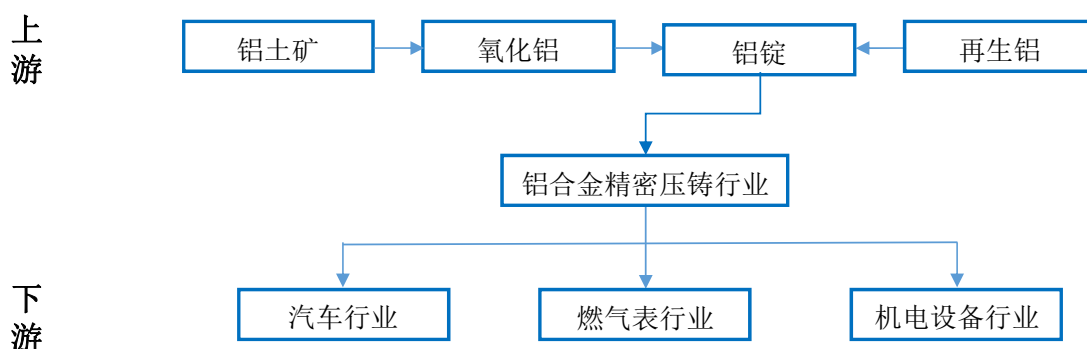 上游
铝土矿
氧化铝
铝锭
再生铝
铝合金精密压铸行业
下游
汽车行业
燃气表行业
机电设备行业